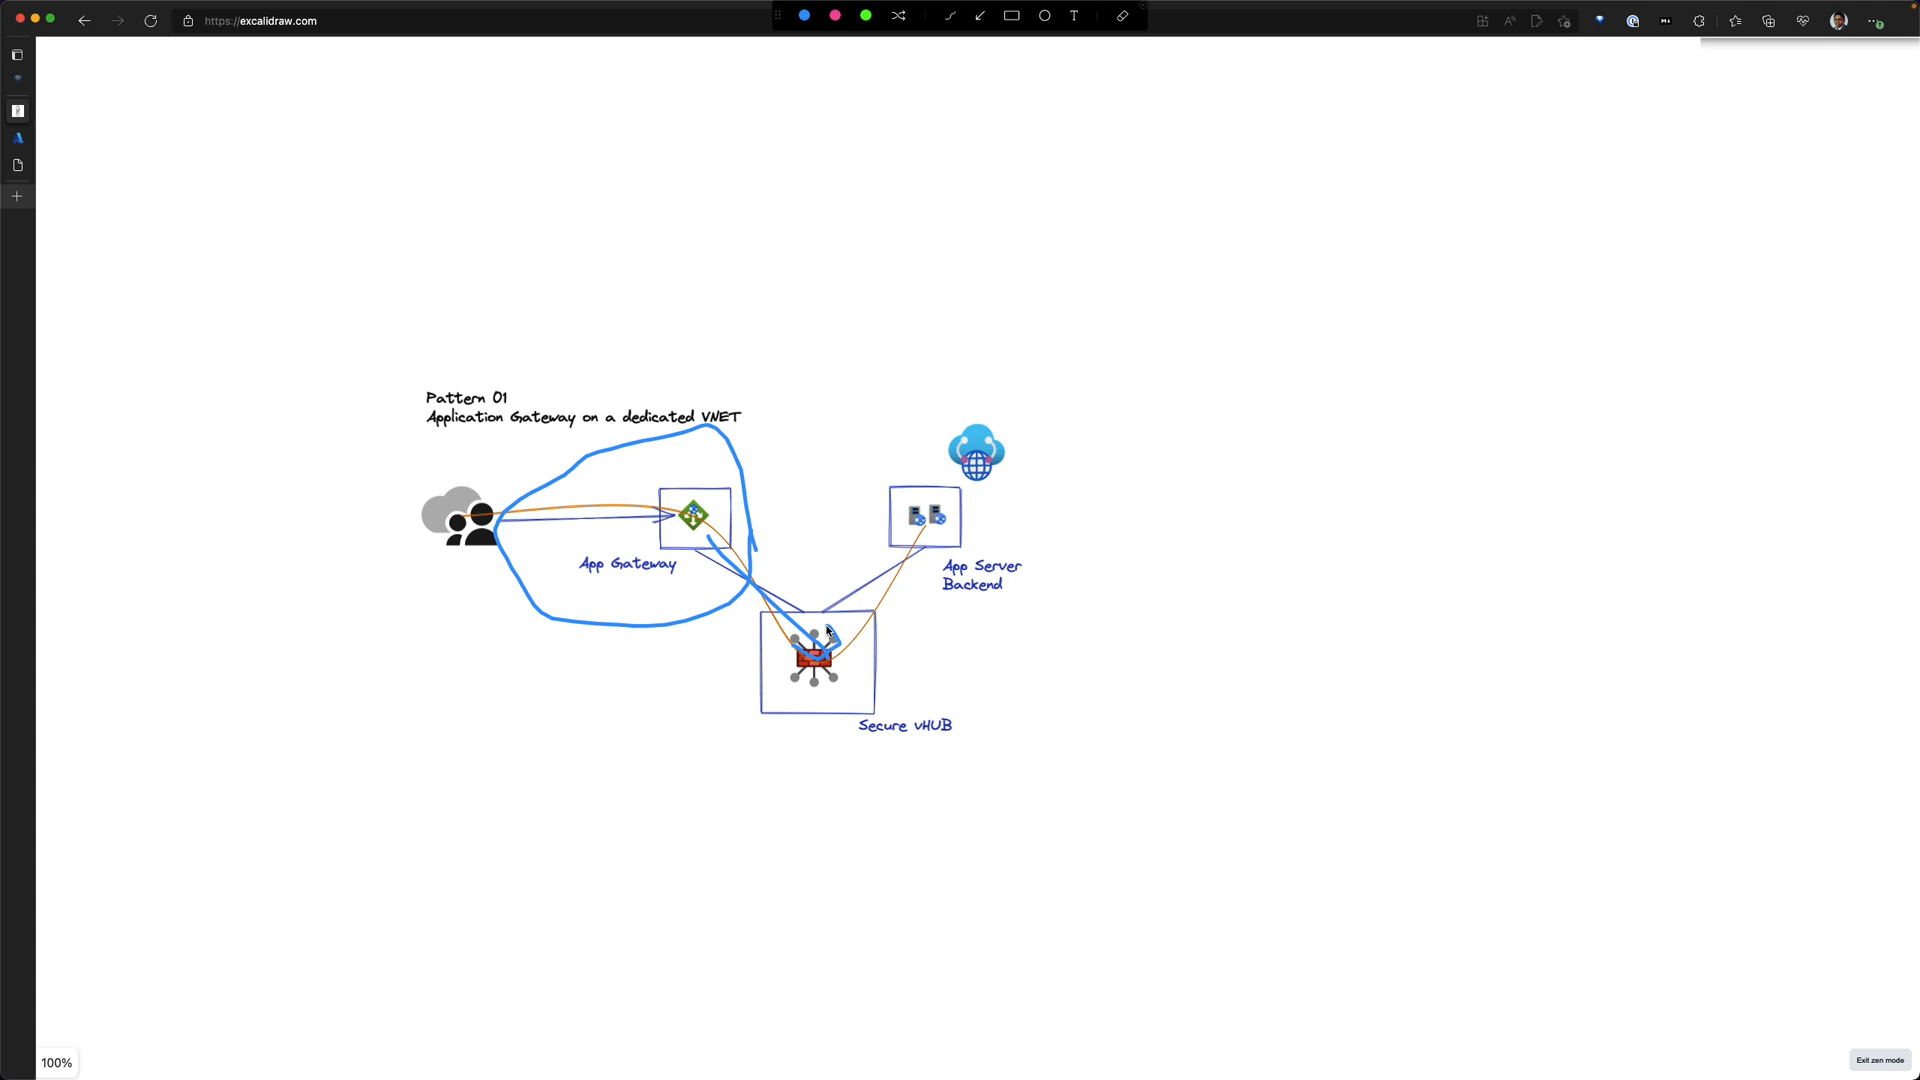 https://excalidraw.com
T
M↓
Pattern 01
Application Gateway on a dedicated VNET
App Gateway
App Server
Backend
Secure vHUB
100%
Exit zen mode